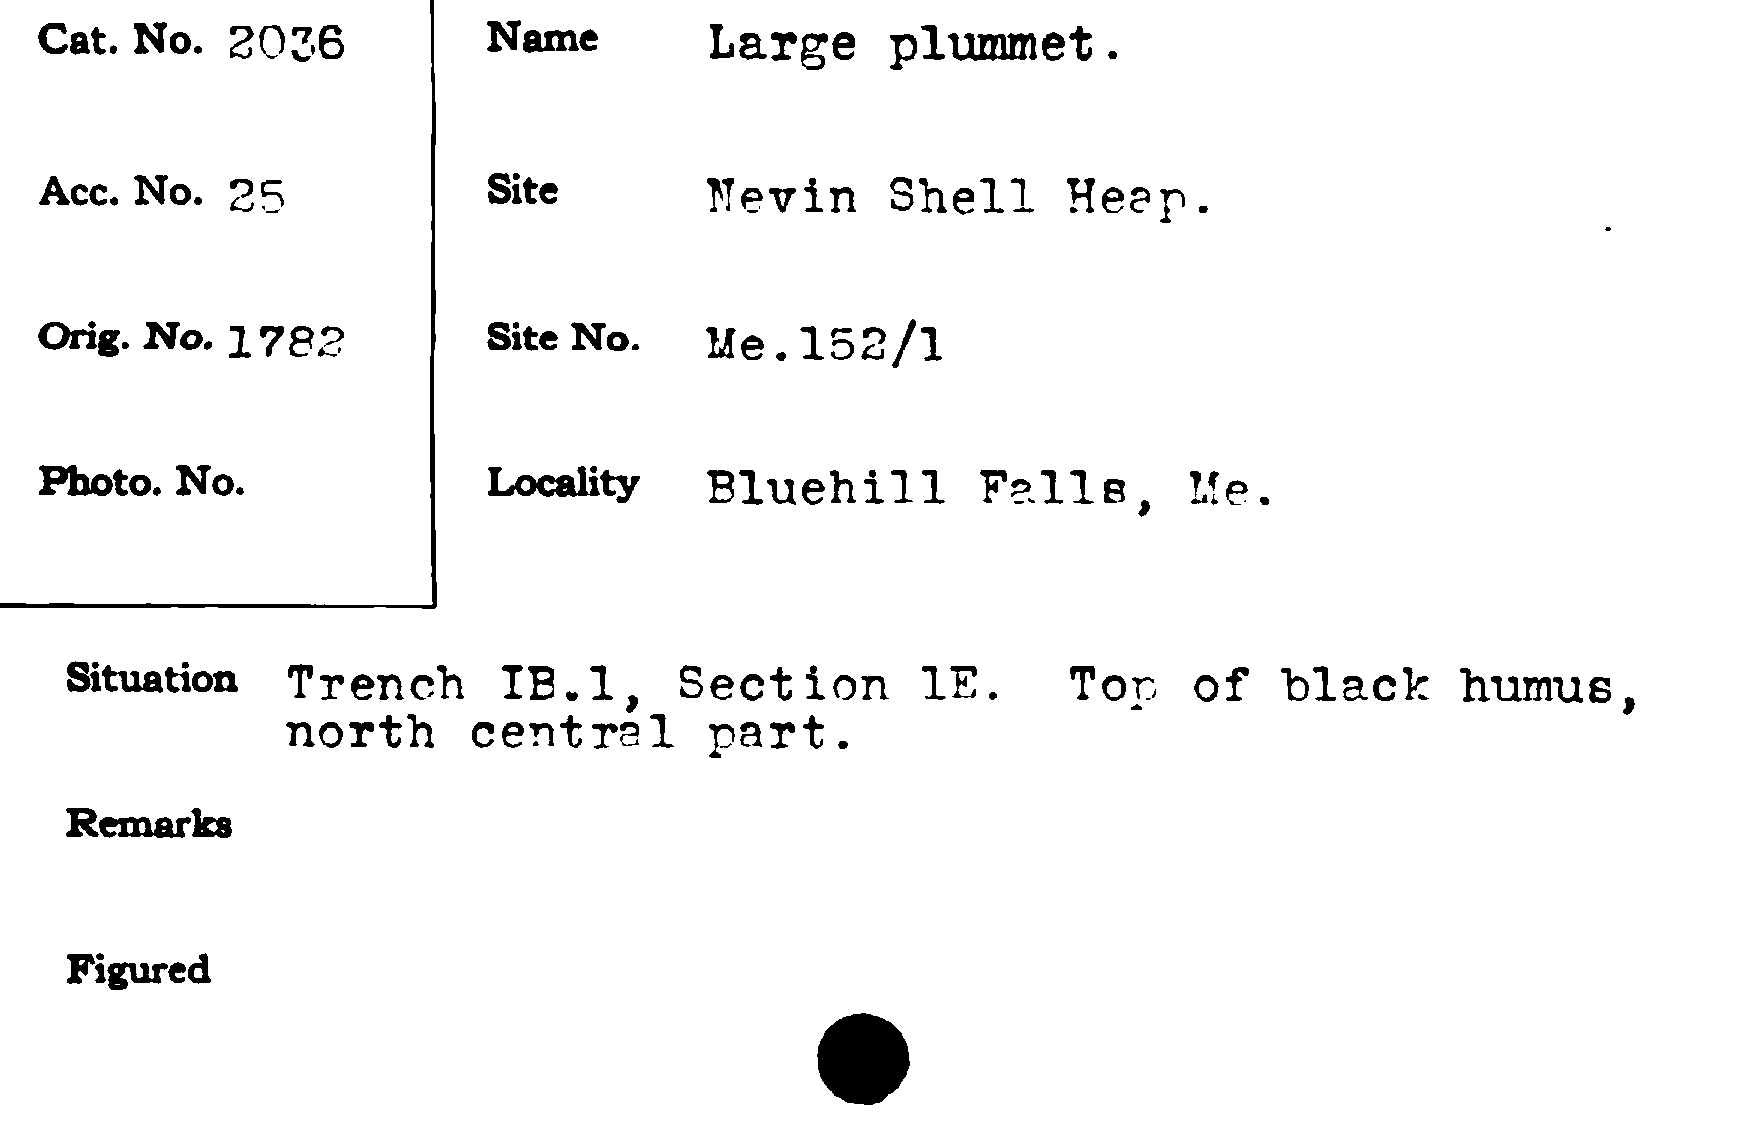 Cat. No. 2036
Name Large plummet.
Acc. No. 25
Site Nevin Shell Heap.
Orig. No. 1782
Site No. Me.152/1
Photo. No.
Locality Bluehill Falls, Me.
Situation Trench IB.1, Section 1E. Top of black humus,
north central part.
Remarks
Figured